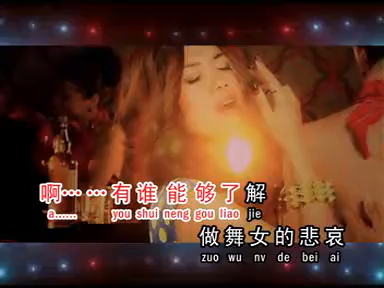 啊……有谁能够了解
a...... you shui neng gou liao jie
做舞女的悲哀
zuo wu nv de bei ai